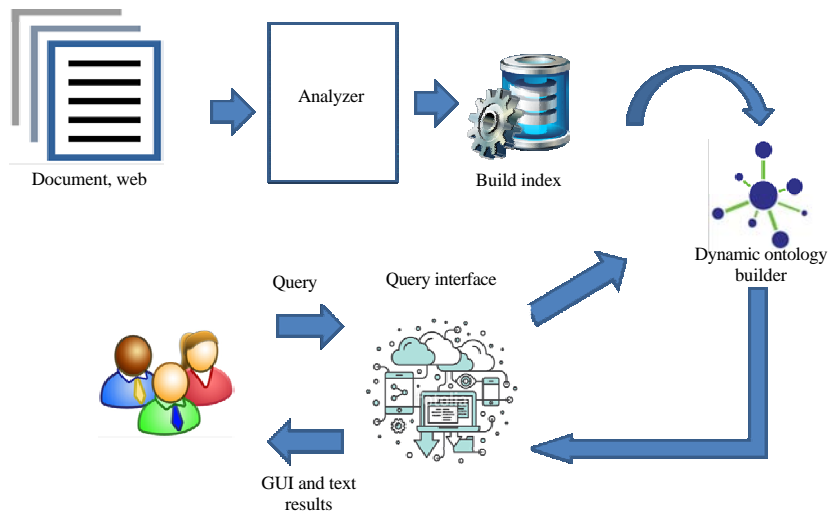 Analyzer
Document, web
Build index
Dynamic ontology
builder
Query
Query interface
GUI and text
results